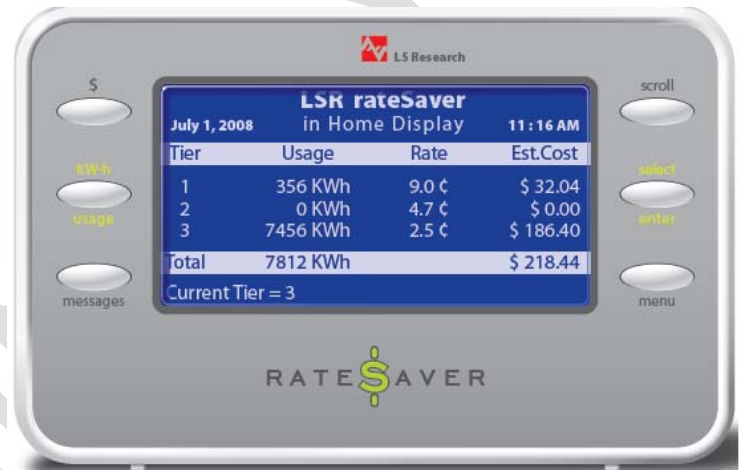 LS Research
$
scroll
LSR rateSaver
July 1, 2008 in Home Display 11:16 AM
Tier Usage Rate Est.Cost
KW-h
select
1 356 KWh 9.0 ¢ $ 32.04
2 0 KWh 4.7 ¢ $ 0.00
usage
enter
3 7456 KWh 2.5 ¢ $ 186.40
Total 7812 KWh $ 218.44
Current Tier = 3
messages
menu
RATE$AVER